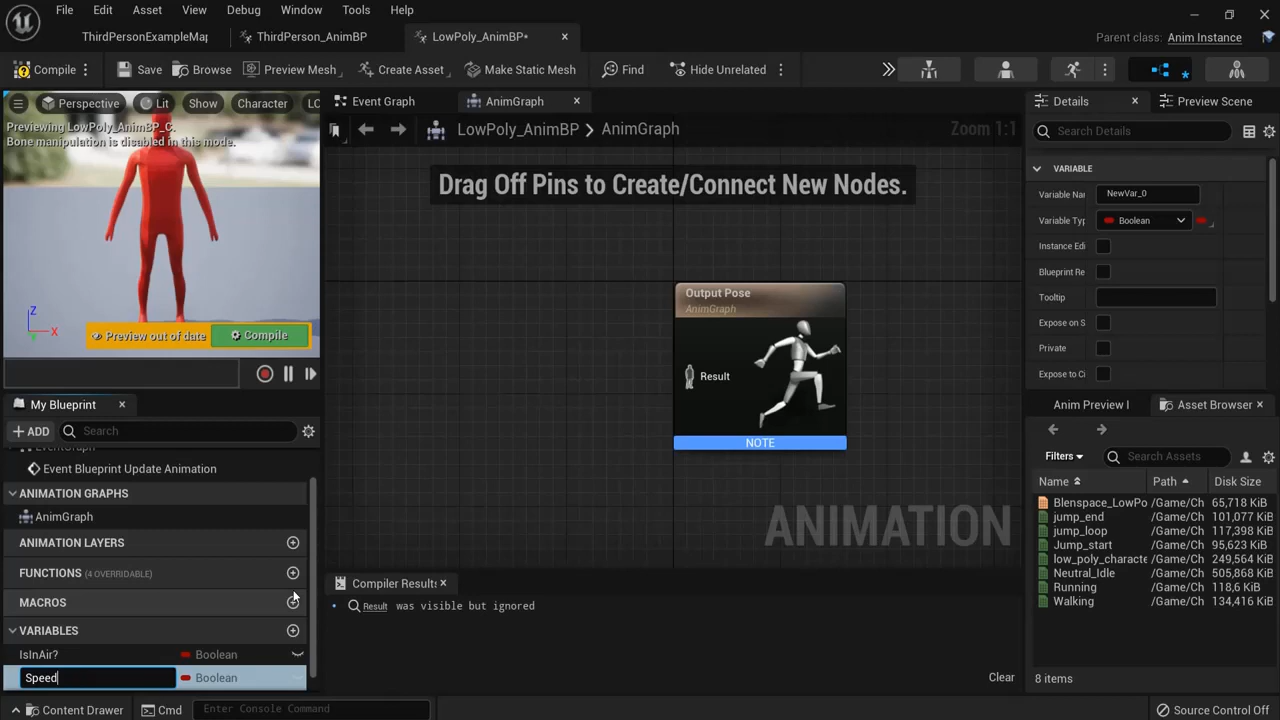 File Edit Asset View Debug Window Tools Help
ThirdPersonExampleMap ThirdPerson_AnimBP LowPoly_AnimBP* Parent class: Anim Instance
Compile Save Browse Preview Mesh Create Asset Make Static Mesh Find Hide Unrelated
Perspective Lit Show Character LO
Previewing LowPoly_AnimBP_C.
Bone manipulation is disabled in this mode.
Z
X
Preview out of date Compile
My Blueprint
ADD Search
EventGraph
Event Blueprint Update Animation
ANIMATION GRAPHS
AnimGraph
ANIMATION LAYERS
FUNCTIONS (4 OVERRIDABLE)
MACROS
VARIABLES
IsInAir? Boolean
Speed Boolean
Event Graph AnimGraph
LowPoly_AnimBP > AnimGraph Zoom 1:1
Drag Off Pins to Create/Connect New Nodes.
Output Pose
AnimGraph
Result
NOTE
ANIMATION
Compiler Results
Result was visible but ignored
Clear
Details Preview Scene
Search Details
VARIABLE
Variable Na NewVar_0
Variable Typ Boolean
Instance Edi
Blueprint Re
Tooltip
Expose on S
Private
Expose to Ci
Anim Preview I Asset Browser
Filters Search Assets
Name Path Disk Size
Blenspace_LowPo /Game/Ch 65,718 KiB
jump_end /Game/Ch 101,077 KiB
jump_loop /Game/Ch 117,398 KiB
Jump_start /Game/Ch 95,623 KiB
low_poly_characte /Game/Ch 249,564 KiB
Neutral_Idle /Game/Ch 505,868 KiB
Running /Game/Ch 118,6 KiB
Walking /Game/Ch 134,416 KiB
8 items
Content Drawer Cmd Enter Console Command Source Control Off